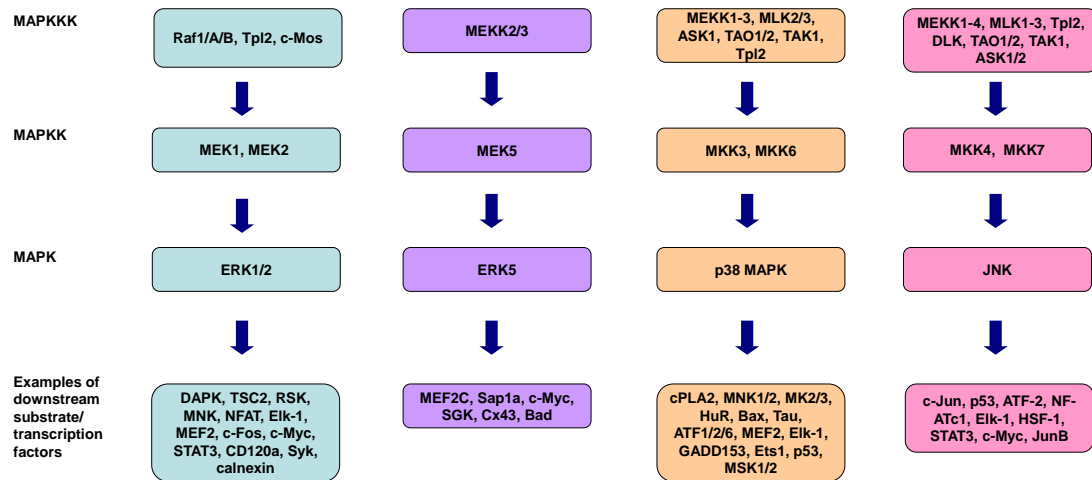 MAPKKK
Raf1/A/B, Tpl2, c-Mos
MEKK2/3
MEKK1-3, MLK2/3,
ASK1, TAO1/2, TAK1,
Tpl2
MEKK1-4, MLK1-3, Tpl2,
DLK, TAO1/2, TAK1,
ASK1/2
MAPKK
MEK1, MEK2
MEK5
MKK3, MKK6
MKK4, MKK7
MAPK
ERK1/2
ERK5
p38 MAPK
JNK
Examples of
downstream
substrate/
transcription
factors
DAPK, TSC2, RSK,
MNK, NFAT, Elk-1,
MEF2, c-Fos, c-Myc,
STAT3, CD120a, Syk,
calnexin
MEF2C, Sap1a, c-Myc,
SGK, Cx43, Bad
cPLA2, MNK1/2, MK2/3,
HuR, Bax, Tau,
ATF1/2/6, MEF2, Elk-1,
GADD153, Ets1, p53,
MSK1/2
c-Jun, p53, ATF-2, NF-
ATc1, Elk-1, HSF-1,
STAT3, c-Myc, JunB